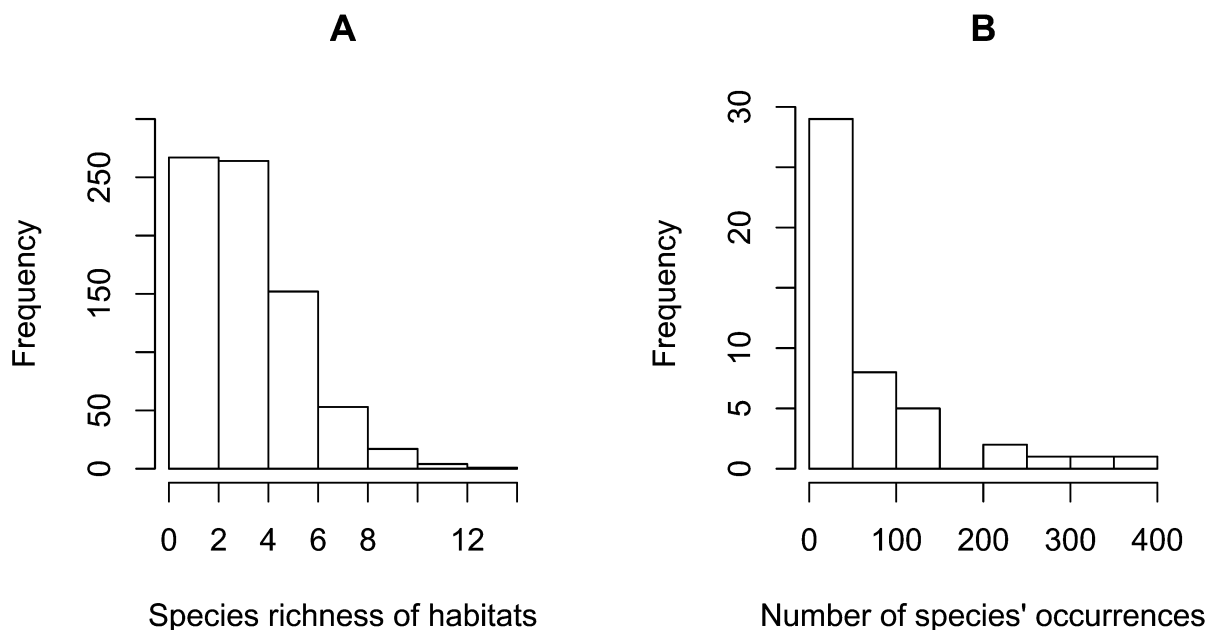 A
Frequency
250
150
50
0
0 2 4 6 8 12
Species richness of habitats
B
Frequency
30
20
10
5
0
0 100 200 300 400
Number of species' occurrences